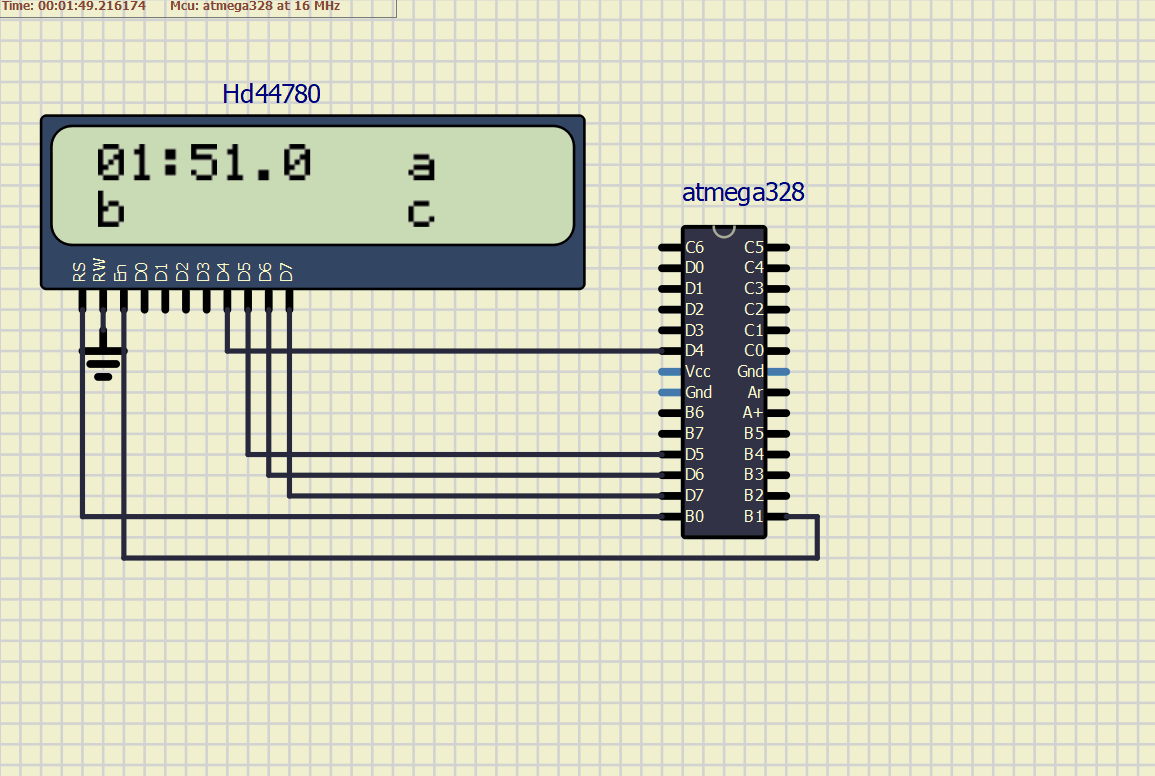 Time: 00:01:49.216174 Mcu: atmega328 at 16 MHz
Hd44780
01:51.0 a
b c
RS RW En D0 D1 D2 D3 D4 D5 D6 D7
atmega328
C6 C5
D0 C4
D1 C3
D2 C2
D3 C1
D4 C0
Vcc Gnd
Gnd Ar
B6 A+
B7 B5
D5 B4
D6 B3
D7 B2
B0 B1